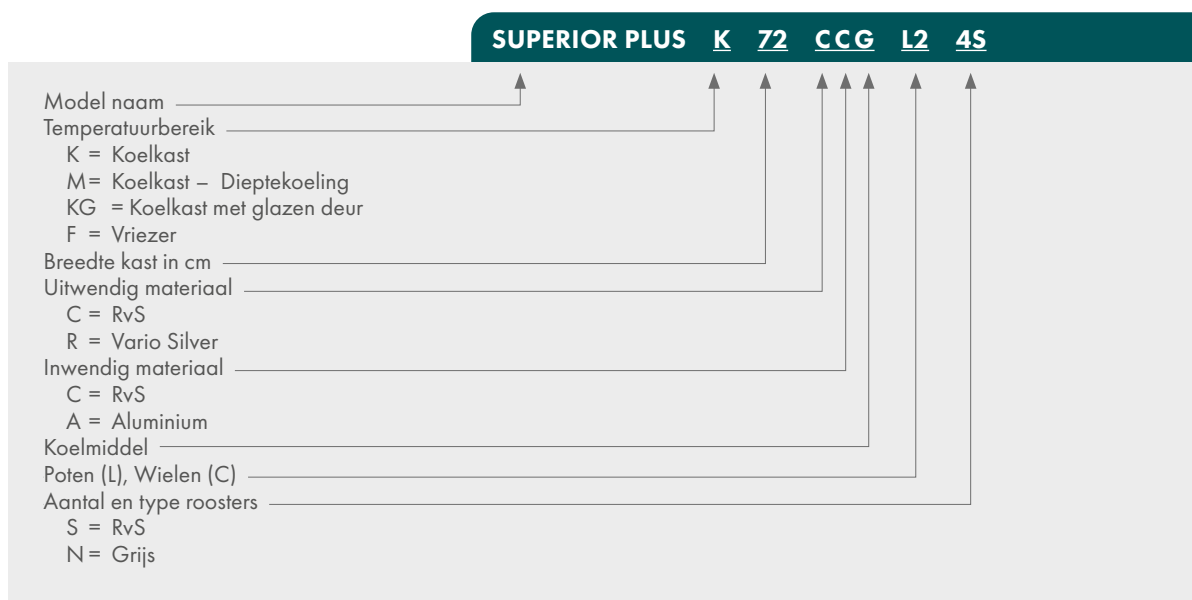 SUPERIOR PLUS K 72 CCG L2 4S
Model naam
Temperatuurbereik
K = Koelkast
M= Koelkast – Dieptekoeling
KG = Koelkast met glazen deur
F = Vriezer
Breedte kast in cm
Uitwendig materiaal
C = RvS
R = Vario Silver
Inwendig materiaal
C = RvS
A = Aluminium
Koelmiddel
Poten (L), Wielen (C)
Aantal en type roosters
S = RvS
N = Grijs